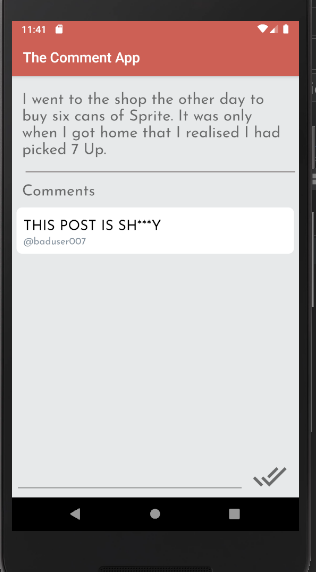 11:41
The Comment App
I went to the shop the other day to
buy six cans of Sprite. It was only
when I got home that I realised I had
picked 7 Up.
Comments
THIS POST IS SH***Y
@baduser007